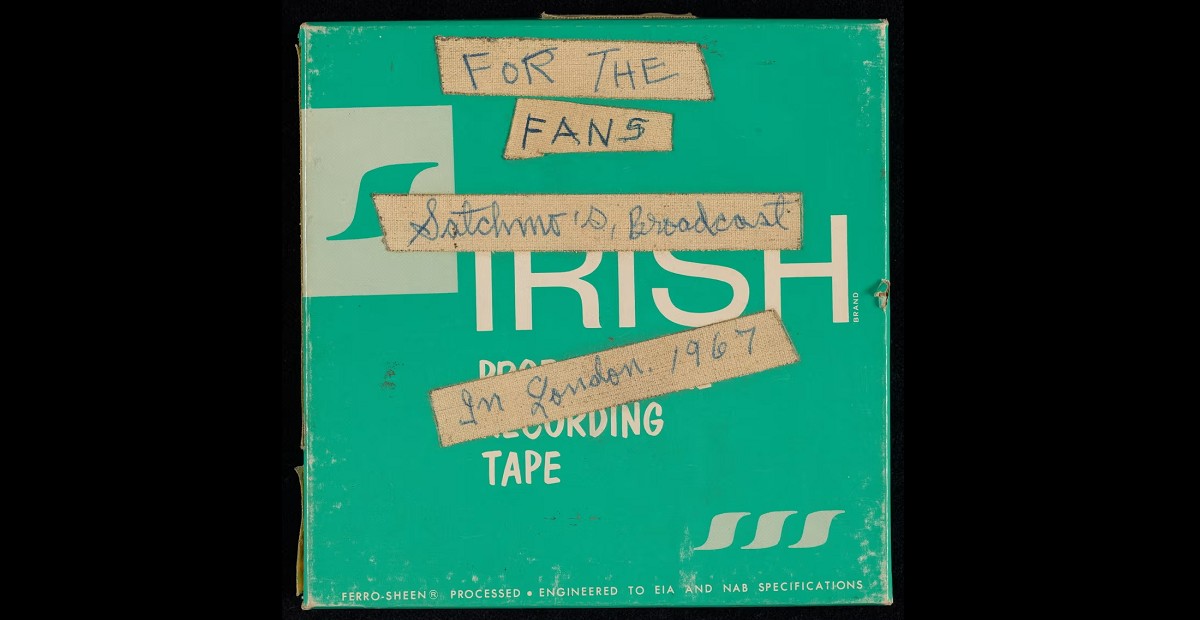 FOR THE
FANS
Satchmo's, Broadcast
IRISH
BRAND
In London. 1967
RECORDING
TAPE
FERRO-SHEEN® PROCESSED • ENGINEERED TO EIA AND NAB SPECIFICATIONS